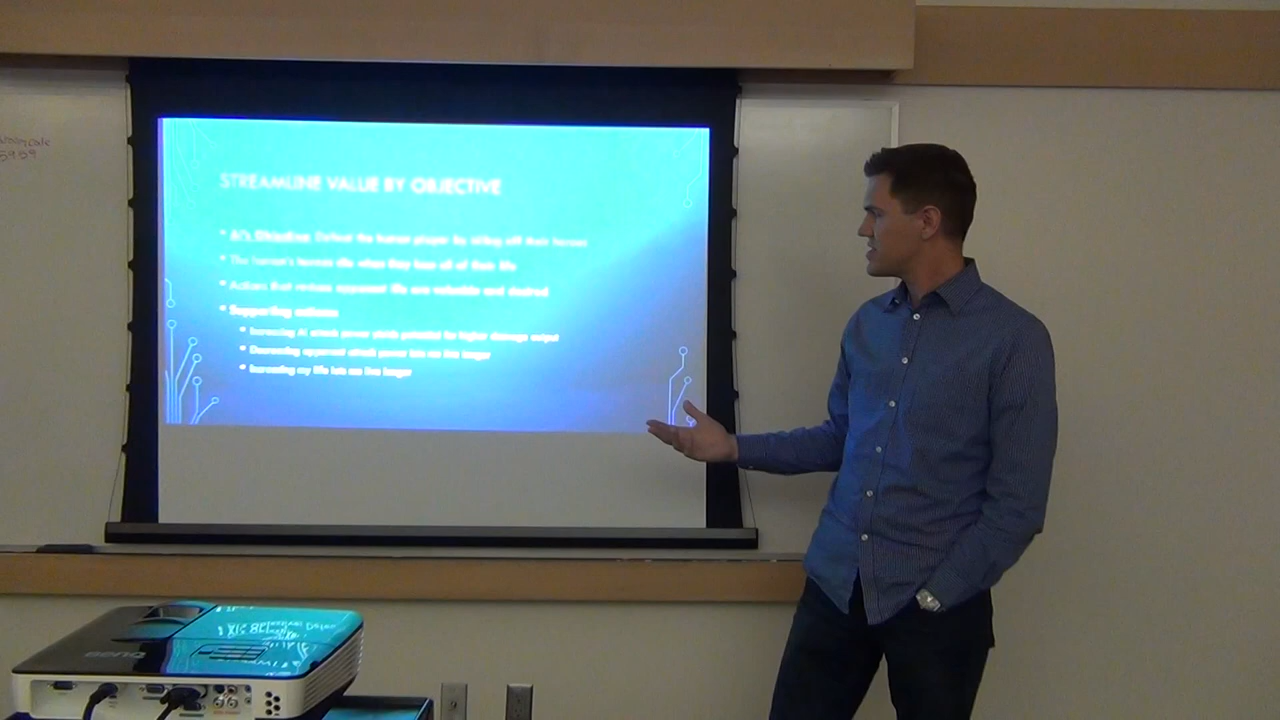 5959
STREAMLINE VALUE BY OBJECTIVE
AI's Objective: Defeat the human player by killing off their heroes
The human's heroes die when they lose all of their life
Actions that remove opponent life are valuable and desired
Supporting actions
Increasing AI attack power yields potential for higher damage output
Decreasing opponent attack power lets me live longer
Increasing my life lets me live longer
BenQ